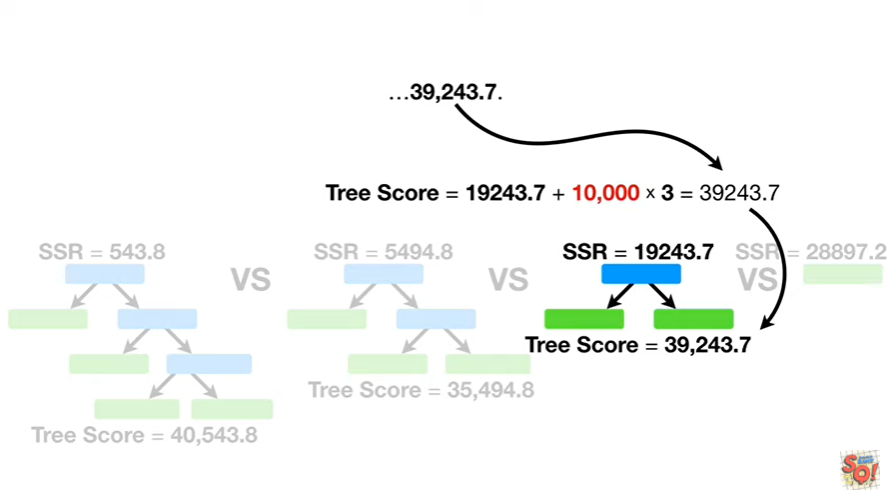 ...39,243.7.
Tree Score = 19243.7 + 10,000 x 3 = 39243.7
SSR = 543.8
VS
SSR = 5494.8
VS
SSR = 19243.7
VS
SSR = 28897.2
Tree Score = 39,243.7
Tree Score = 35,494.8
Tree Score = 40,543.8
SQ!